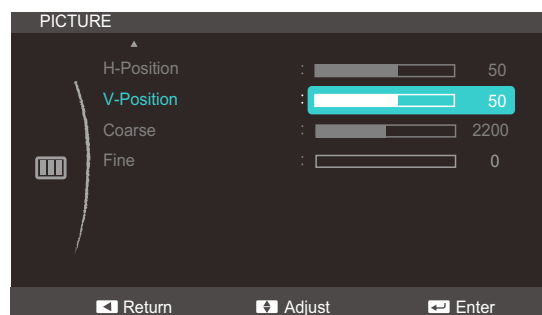 PICTURE
H-Position : 50
V-Position : 50
Coarse : 2200
Fine : 0
Return Adjust Enter